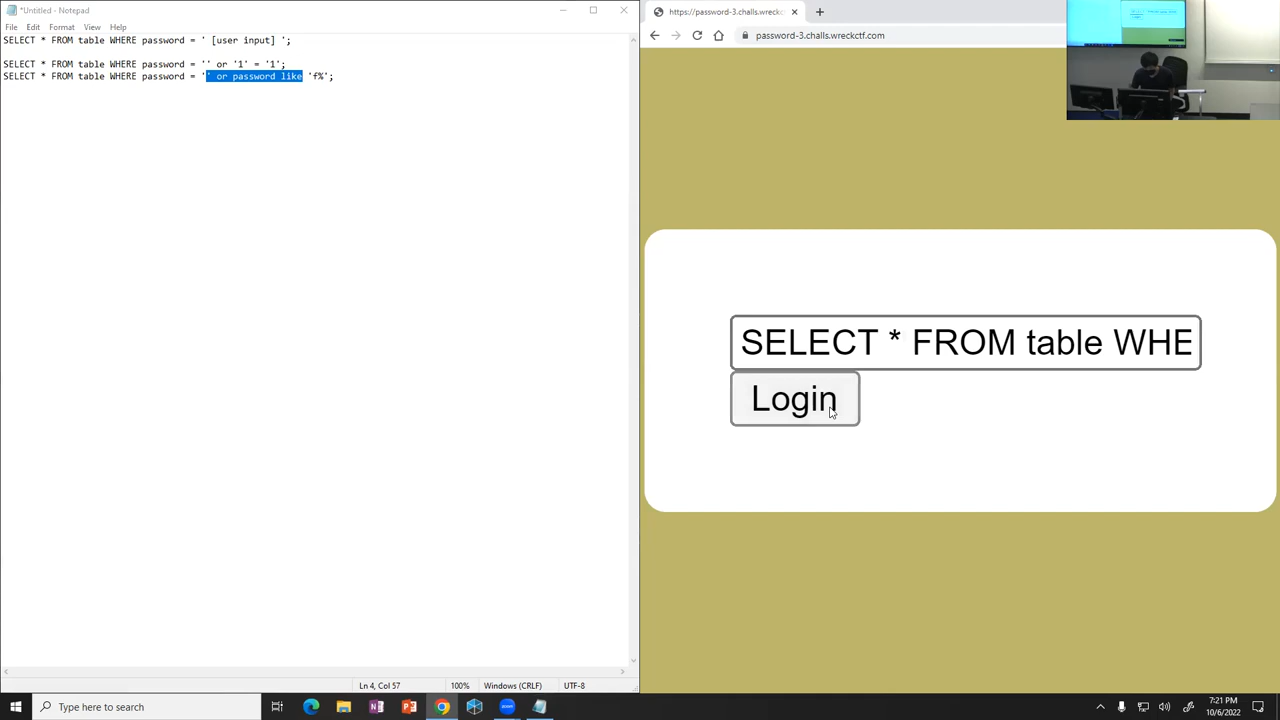 *Untitled - Notepad
File Edit Format View Help
SELECT * FROM table WHERE password = ' [user input] ';
SELECT * FROM table WHERE password = '' or '1' = '1';
SELECT * FROM table WHERE password = '' or password like 'f%';
Ln 4, Col 57
100%
Windows (CRLF)
UTF-8
https://password-3.challs.wreckc
password-3.challs.wreckctf.com
SELECT * FROM table WHE
Login
Type here to search
7:21 PM
10/6/2022